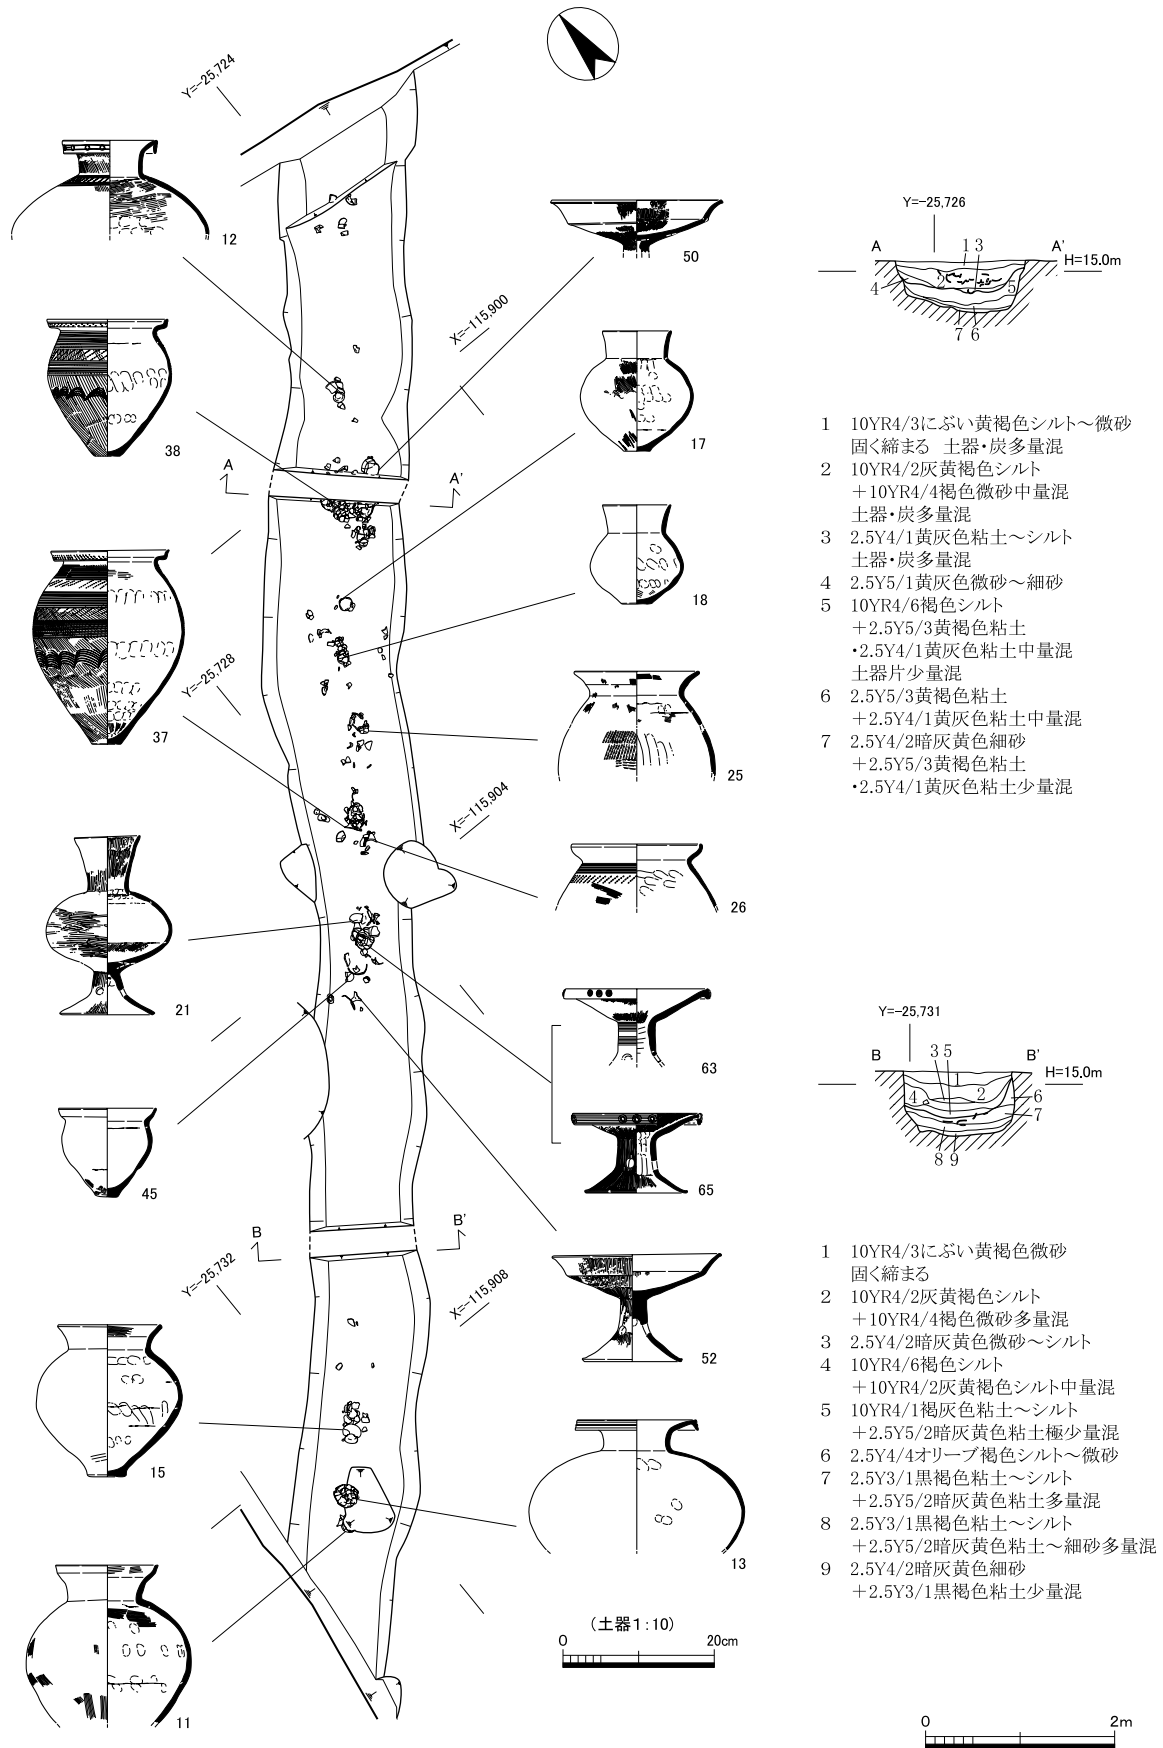 Y=-25,724
12
50
Y=-25,726
A
1 3
A'
H=15.0m
2
4
5
7 6
X=-115,900
38
17
A
A'
1 10YR4/3にぶい黄褐色シルト～微砂
固く締まる 土器・炭多量混
2 10YR4/2灰黄褐色シルト
＋10YR4/4褐色微砂中量混
土器・炭多量混
3 2.5Y4/1黄灰色粘土～シルト
土器・炭多量混
4 2.5Y5/1黄灰色微砂～細砂
5 10YR4/6褐色シルト
＋2.5Y5/3黄褐色粘土
・2.5Y4/1黄灰色粘土中量混
土器片少量混
6 2.5Y5/3黄褐色粘土
＋2.5Y4/1黄灰色粘土中量混
7 2.5Y4/2暗灰黄色細砂
＋2.5Y5/3黄褐色粘土
・2.5Y4/1黄灰色粘土少量混
18
Y=-25,728
37
25
X=-115,904
26
21
63
Y=-25,731
B
3 5
B'
H=15.0m
1
2
4
6
7
8 9
45
65
B
B'
Y=-25,732
X=-115,908
52
15
13
1 10YR4/3にぶい黄褐色微砂
固く締まる
2 10YR4/2灰黄褐色シルト
＋10YR4/4褐色微砂多量混
3 2.5Y4/2暗灰黄色微砂～シルト
4 10YR4/6褐色シルト
＋10YR4/2灰黄褐色シルト中量混
5 10YR4/1褐灰色粘土～シルト
＋2.5Y5/2暗灰黄色粘土極少量混
6 2.5Y4/4オリーブ褐色シルト～微砂
7 2.5Y3/1黒褐色粘土～シルト
＋2.5Y5/2暗灰黄色粘土多量混
8 2.5Y3/1黒褐色粘土～シルト
＋2.5Y5/2暗灰黄色粘土～細砂多量混
9 2.5Y4/2暗灰黄色細砂
＋2.5Y3/1黒褐色粘土少量混
11
(土器1:10)
0 20cm
0 2m